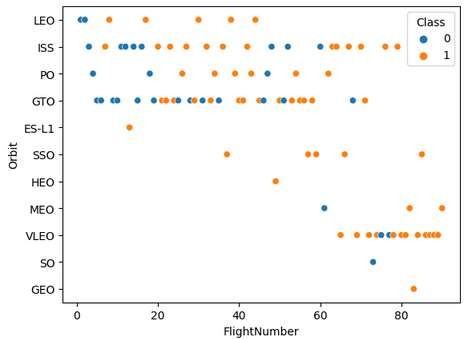 LEO
ISS
PO
GTO
ES-L1
SSO
HEO
MEO
VLEO
SO
GEO
Orbit
Class
0
1
0 20 40 60 80
FlightNumber